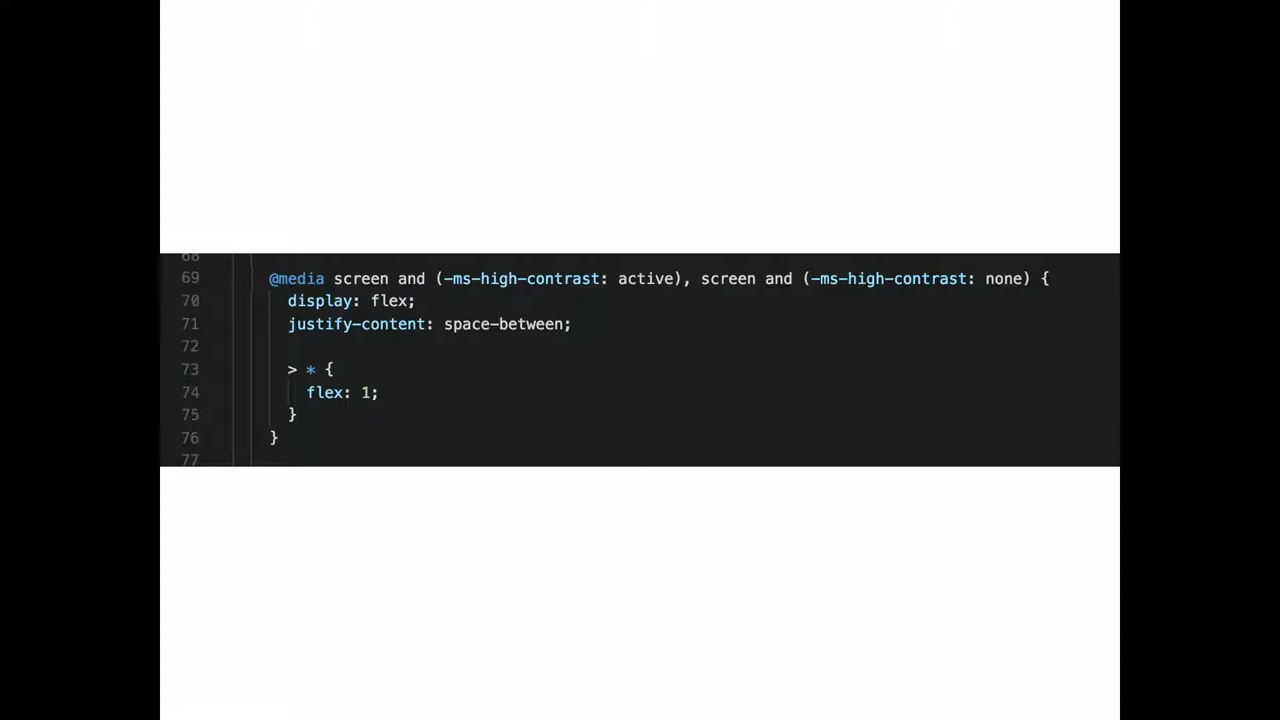 68
69 @media screen and (-ms-high-contrast: active), screen and (-ms-high-contrast: none) {
70 display: flex;
71 justify-content: space-between;
72
73 > * {
74 flex: 1;
75 }
76 }
77